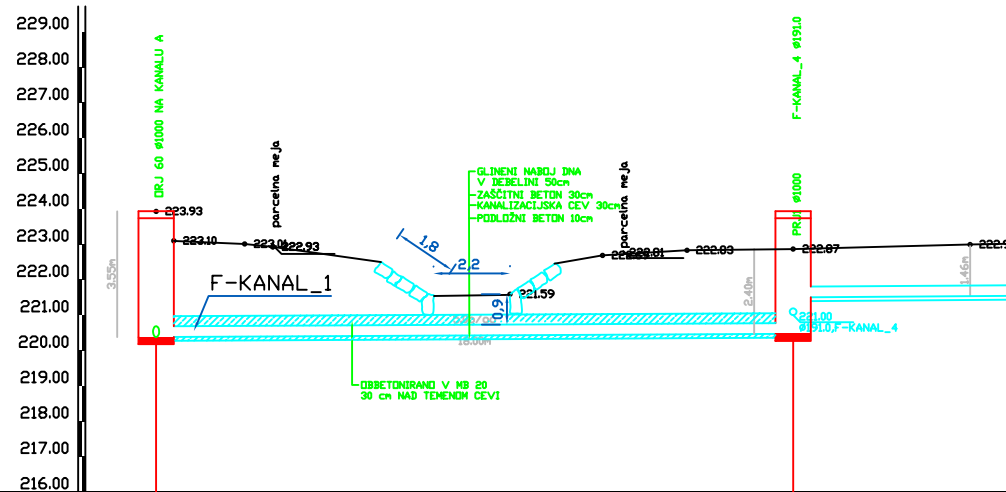 229.00
228.00
227.00
226.00
225.00
224.00
223.00
222.00
221.00
220.00
219.00
218.00
217.00
216.00
DRJ 60 Ø1000 NA KANALU A
parcelna meja
GLINENI NABOJ DNA
V DEBELINI 50cm
ZAŠČITNI BETON 30cm
KANALIZACIJSKA CEV 30cm
PODLOŽNI BETON 10cm
parcelna meja
F-KANAL_4 Ø191.0
PRJ1 Ø1000
223.93
223.10
223.01
222.93
1,8
2,2
221.59
0,9
222.81
222.83
222.87
3.55m
2.40m
1.46m
F-KANAL_1
18.00m
221.00
Ø191.0,F-KANAL_4
OBBETONIRANO V MB 20
30 cm NAD TEMENOM CEVI